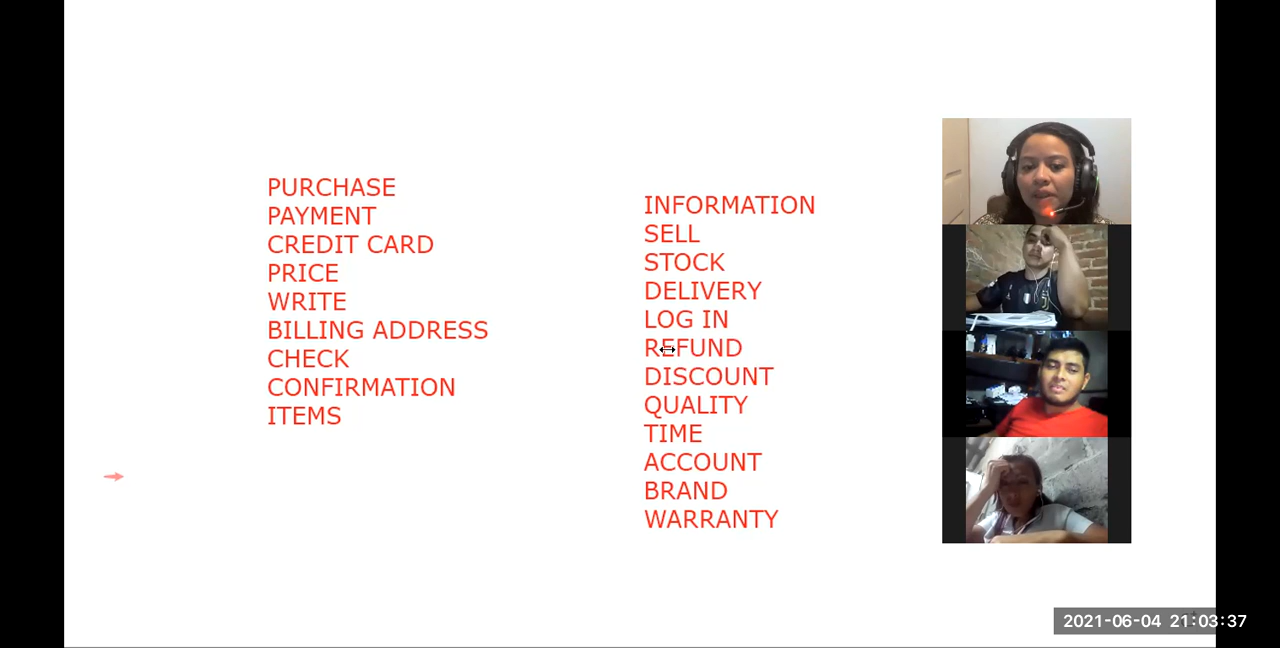 PURCHASE
PAYMENT
CREDIT CARD
PRICE
WRITE
BILLING ADDRESS
CHECK
CONFIRMATION
ITEMS
INFORMATION
SELL
STOCK
DELIVERY
LOG IN
REFUND
DISCOUNT
QUALITY
TIME
ACCOUNT
BRAND
WARRANTY
2021-06-04 21:03:37